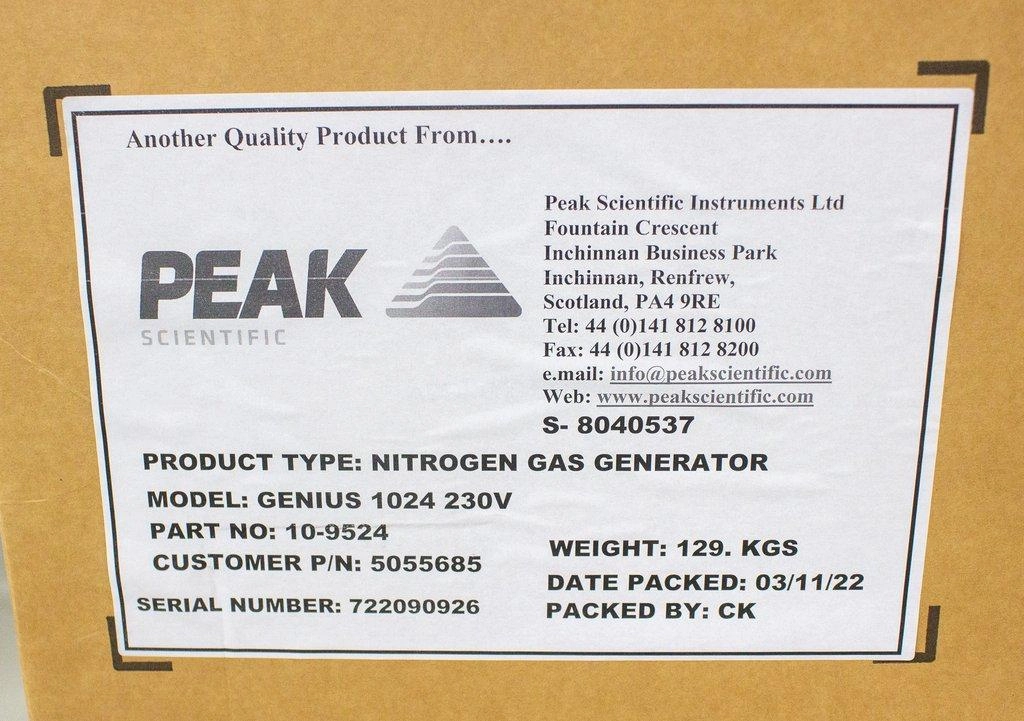 Another Quality Product From....
PEAK
SCIENTIFIC
Peak Scientific Instruments Ltd
Fountain Crescent
Inchinnan Business Park
Inchinnan, Renfrew,
Scotland, PA4 9RE
Tel: 44 (0)141 812 8100
Fax: 44 (0)141 812 8200
e.mail: info@peakscientific.com
Web: www.peakscientific.com
S- 8040537
PRODUCT TYPE: NITROGEN GAS GENERATOR
MODEL: GENIUS 1024 230V
PART NO: 10-9524
CUSTOMER P/N: 5055685
SERIAL NUMBER: 722090926
WEIGHT: 129. KGS
DATE PACKED: 03/11/22
PACKED BY: CK